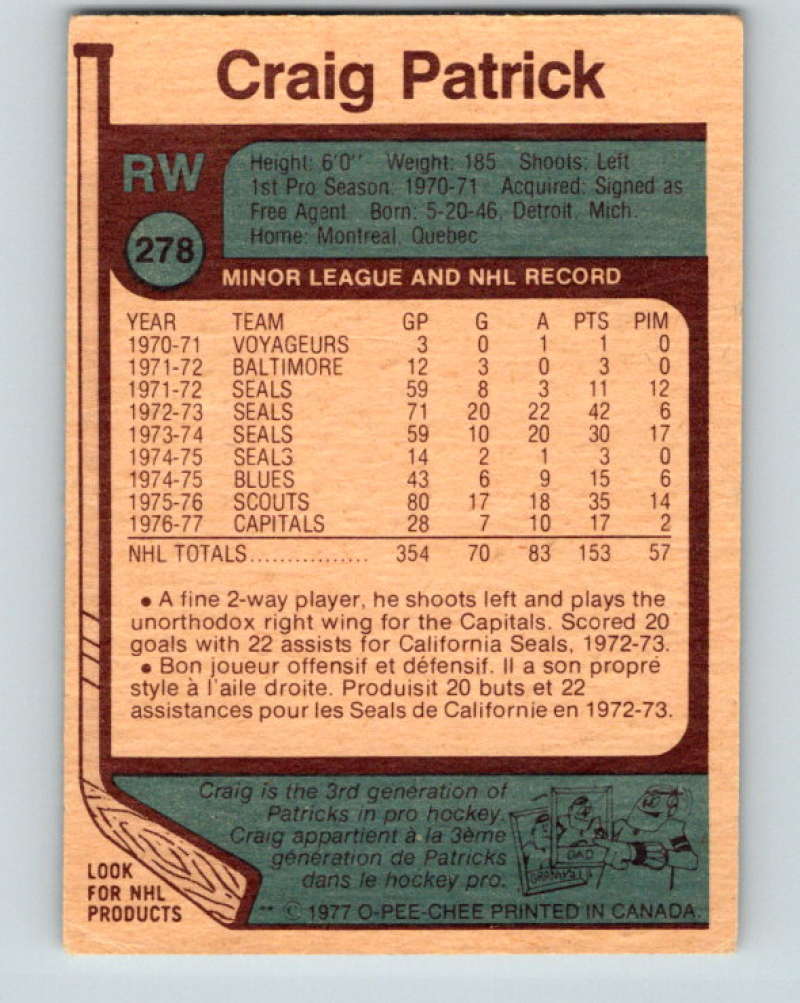 Craig Patrick
RW
278
Height: 6'0'' Weight: 185 Shoots: Left
1st Pro Season: 1970-71 Acquired: Signed as
Free Agent Born: 5-20-46, Detroit, Mich.
Home: Montreal, Quebec
MINOR LEAGUE AND NHL RECORD
YEAR TEAM GP G A PTS PIM
1970-71 VOYAGEURS 3 0 1 1 0
1971-72 BALTIMORE 12 3 0 3 0
1971-72 SEALS 59 8 3 11 12
1972-73 SEALS 71 20 22 42 6
1973-74 SEALS 59 10 20 30 17
1974-75 SEALS 14 2 1 3 0
1974-75 BLUES 43 6 9 15 6
1975-76 SCOUTS 80 17 18 35 14
1976-77 CAPITALS 28 7 10 17 2
NHL TOTALS................ 354 70 83 153 57
• A fine 2-way player, he shoots left and plays the
unorthodox right wing for the Capitals. Scored 20
goals with 22 assists for California Seals, 1972-73.
• Bon joueur offensif et défensif. Il a son propre
style à l'aile droite. Produisit 20 buts et 22
assistances pour les Seals de Californie en 1972-73.
Craig is the 3rd generation of
Patricks in pro hockey.
Craig appartient à la 3ème
génération de Patricks
dans le hockey pro.
DAD
GRAMPS
LOOK
FOR NHL
PRODUCTS
** © 1977 O-PEE-CHEE PRINTED IN CANADA.